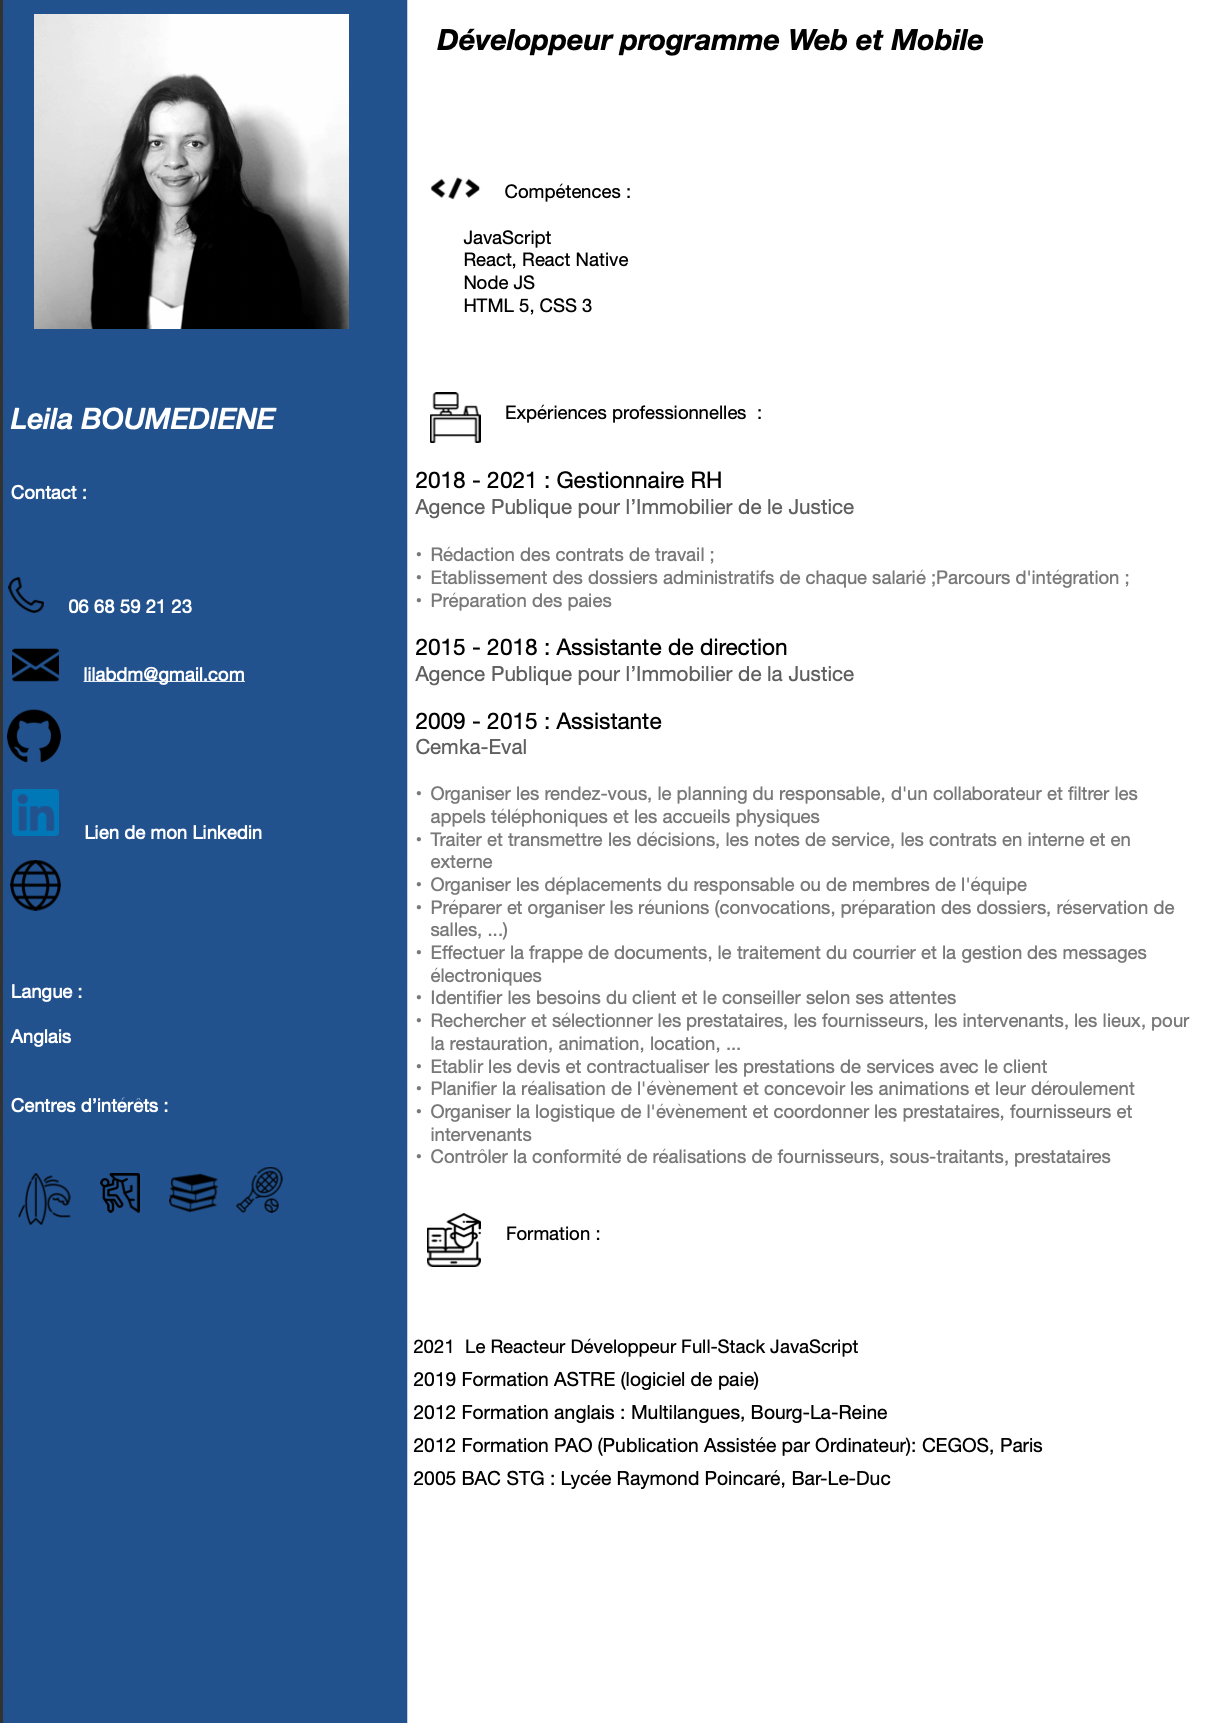 Développeur programme Web et Mobile
Leila BOUMEDIENE
Contact :
06 68 59 21 23
lilabdm@gmail.com
Lien de mon Linkedin
Langue :
Anglais
Centres d’intérêts :
</> Compétences :
JavaScript
React, React Native
Node JS
HTML 5, CSS 3
Expériences professionnelles  :
2018 - 2021 : Gestionnaire RH
Agence Publique pour l’Immobilier de le Justice
• Rédaction des contrats de travail ;
• Etablissement des dossiers administratifs de chaque salarié ;Parcours d'intégration ;
• Préparation des paies
2015 - 2018 : Assistante de direction
Agence Publique pour l’Immobilier de la Justice
2009 - 2015 : Assistante
Cemka-Eval
• Organiser les rendez-vous, le planning du responsable, d'un collaborateur et filtrer les
appels téléphoniques et les accueils physiques
• Traiter et transmettre les décisions, les notes de service, les contrats en interne et en
externe
• Organiser les déplacements du responsable ou de membres de l'équipe
• Préparer et organiser les réunions (convocations, préparation des dossiers, réservation de
salles, ...)
• Effectuer la frappe de documents, le traitement du courrier et la gestion des messages
électroniques
• Identifier les besoins du client et le conseiller selon ses attentes
• Rechercher et sélectionner les prestataires, les fournisseurs, les intervenants, les lieux, pour
la restauration, animation, location, ...
• Etablir les devis et contractualiser les prestations de services avec le client
• Planifier la réalisation de l'évènement et concevoir les animations et leur déroulement
• Organiser la logistique de l'évènement et coordonner les prestataires, fournisseurs et
intervenants
• Contrôler la conformité de réalisations de fournisseurs, sous-traitants, prestataires
Formation :
2021  Le Reacteur Développeur Full-Stack JavaScript
2019 Formation ASTRE (logiciel de paie)
2012 Formation anglais : Multilangues, Bourg-La-Reine
2012 Formation PAO (Publication Assistée par Ordinateur): CEGOS, Paris
2005 BAC STG : Lycée Raymond Poincaré, Bar-Le-Duc